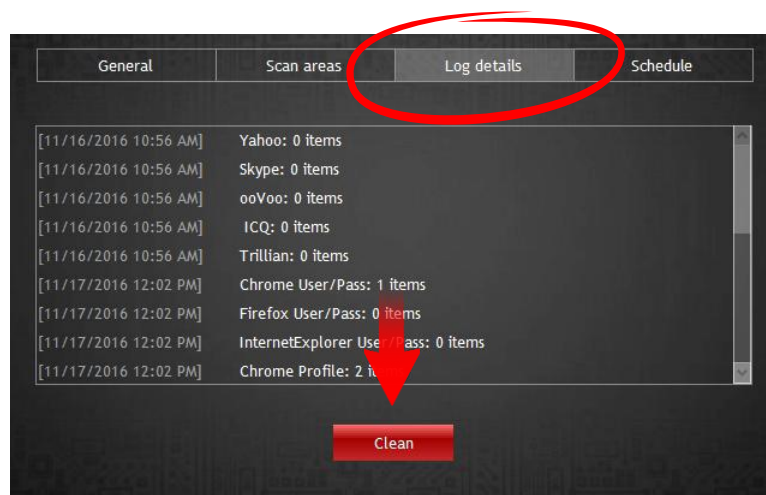 General Scan areas Log details Schedule
[11/16/2016 10:56 AM] Yahoo: 0 items
[11/16/2016 10:56 AM] Skype: 0 items
[11/16/2016 10:56 AM] ooVoo: 0 items
[11/16/2016 10:56 AM] ICQ: 0 items
[11/16/2016 10:56 AM] Trillian: 0 items
[11/17/2016 12:02 PM] Chrome User/Pass: 1 items
[11/17/2016 12:02 PM] Firefox User/Pass: 0 items
[11/17/2016 12:02 PM] InternetExplorer User/Pass: 0 items
[11/17/2016 12:02 PM] Chrome Profile: 2
Clean